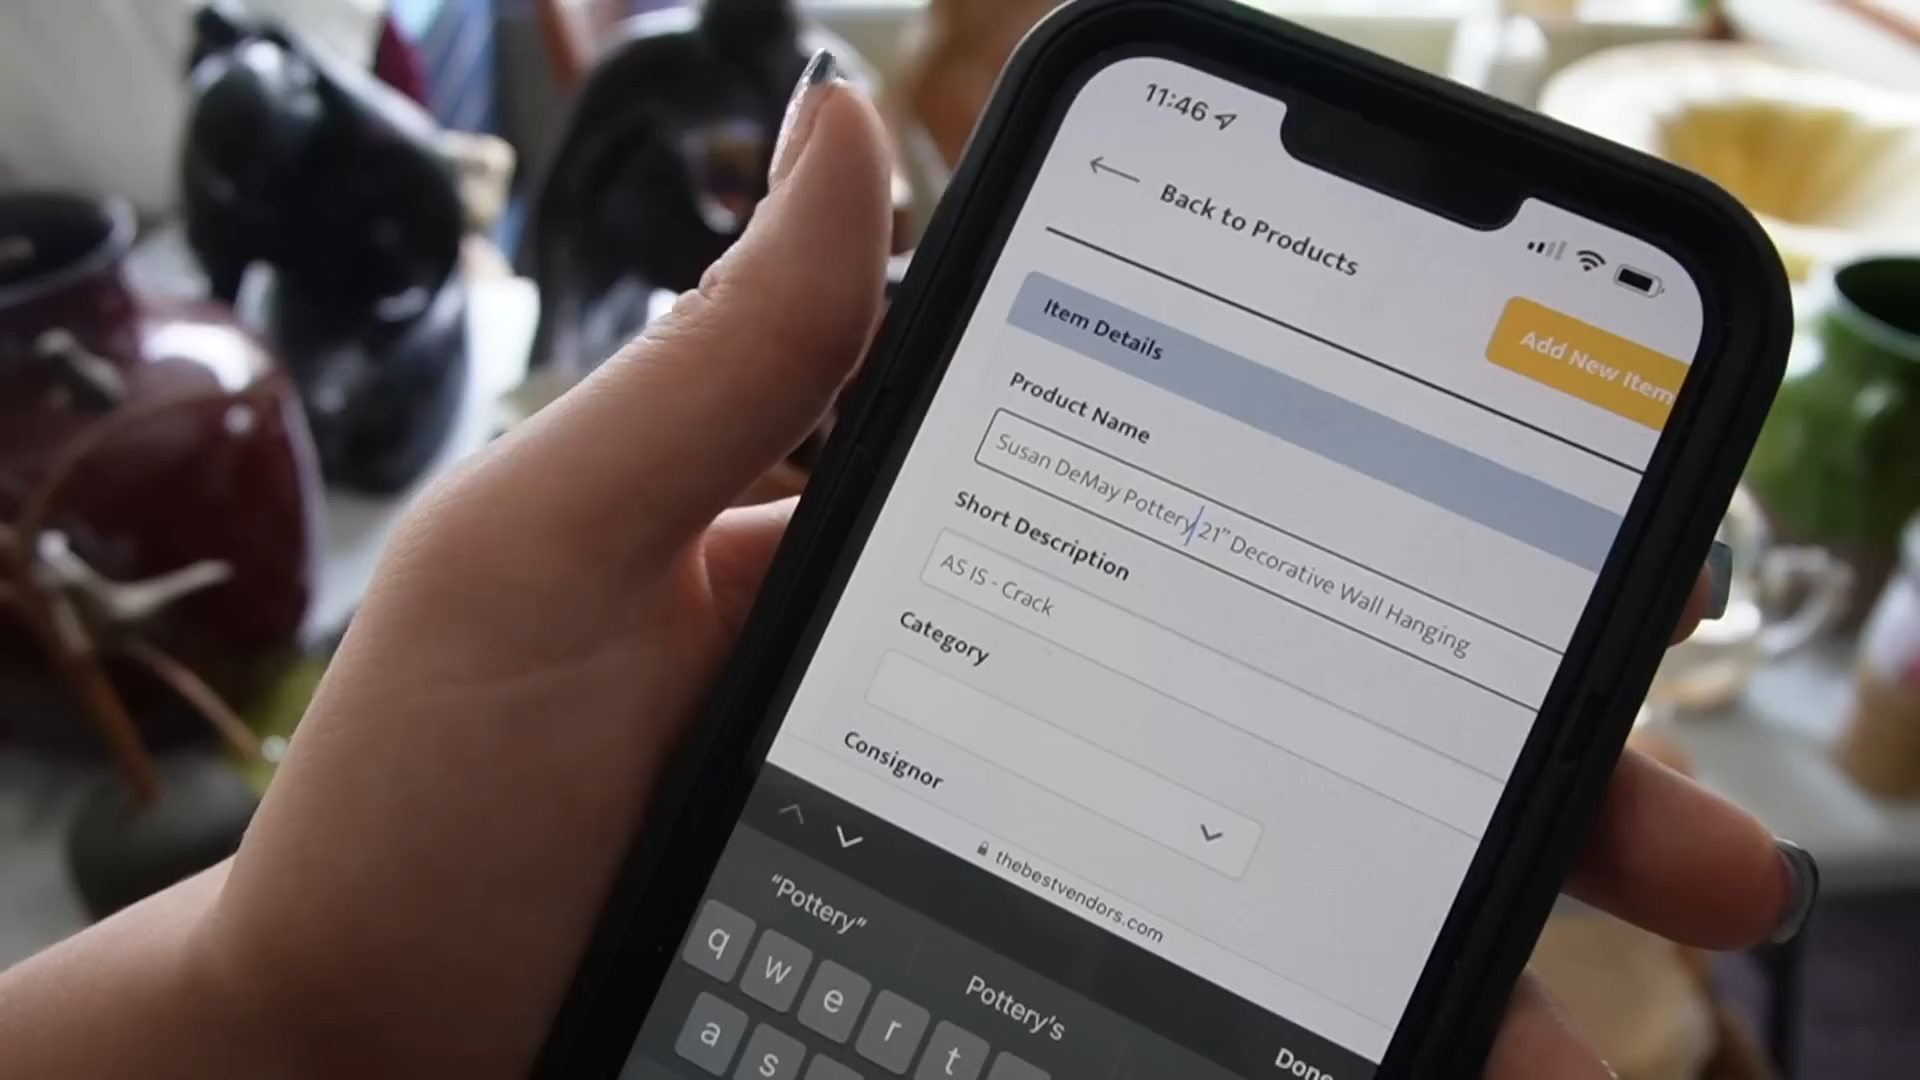 11:46
Back to Products
Add New Item
Item Details
Product Name
Susan DeMay Pottery 21" Decorative Wall Hanging
Short Description
AS IS - Crack
Category
Consignor
thebestvendors.com
“Pottery”
Pottery's
Done
q w e r t
a s